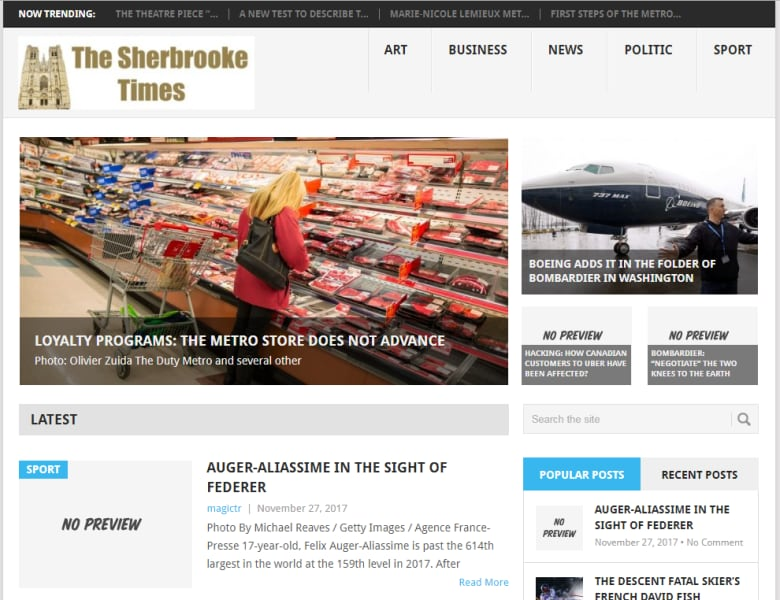 NOW TRENDING: THE THEATRE PIECE "... A NEW TEST TO DESCRIBE T... MARIE-NICOLE LEMIEUX MET... FIRST STEPS OF THE METRO...
The Sherbrooke
Times
ART BUSINESS NEWS POLITIC SPORT
LOYALTY PROGRAMS: THE METRO STORE DOES NOT ADVANCE
Photo: Olivier Zuida The Duty Metro and several other
737 MAX
BOEING
BOEING ADDS IT IN THE FOLDER OF
BOMBARDIER IN WASHINGTON
NO PREVIEW
HACKING: HOW CANADIAN
CUSTOMERS TO UBER HAVE
BEEN AFFECTED?
NO PREVIEW
BOMBARDIER:
"NEGOTIATE" THE TWO
KNEES TO THE EARTH
LATEST
Search the site
SPORT
NO PREVIEW
AUGER-ALIASSIME IN THE SIGHT OF
FEDERER
magictr | November 27, 2017
Photo By Michael Reaves / Getty Images / Agence France-
Presse 17-year-old, Felix Auger-Aliassime is past the 614th
largest in the world at the 159th level in 2017. After
Read More
POPULAR POSTS RECENT POSTS
NO
PREVIEW
AUGER-ALIASSIME IN THE
SIGHT OF FEDERER
November 27, 2017 • No Comment
THE DESCENT FATAL SKIER'S
FRENCH DAVID FISH